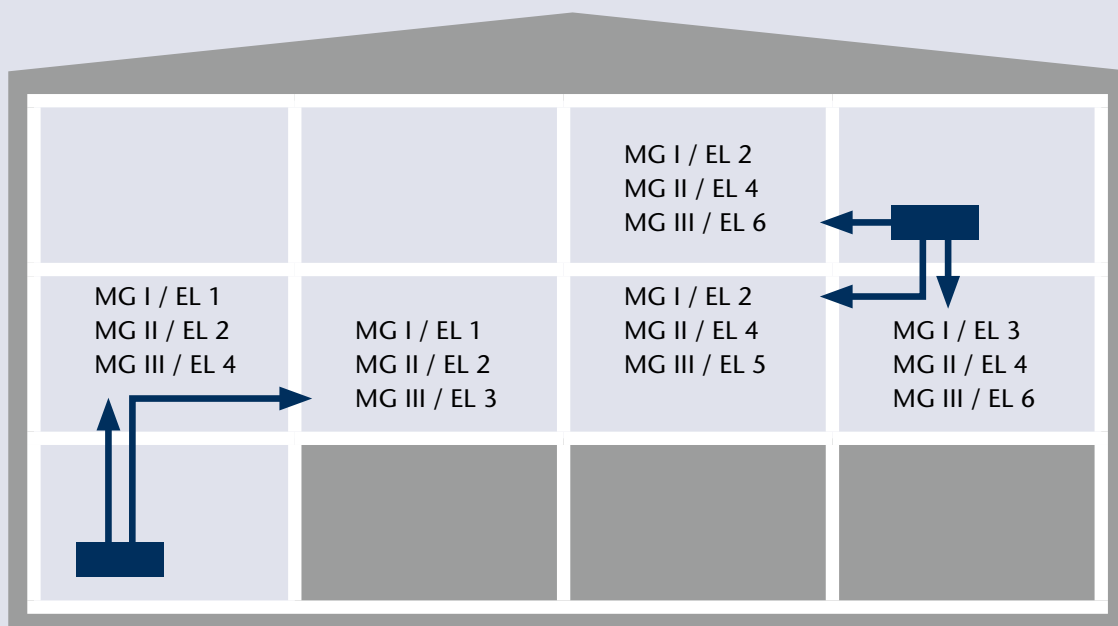 MG I / EL 2
MG II / EL 4
MG III / EL 6
MG I / EL 1
MG II / EL 2
MG III / EL 4
MG I / EL 1
MG II / EL 2
MG III / EL 3
MG I / EL 2
MG II / EL 4
MG III / EL 5
MG I / EL 3
MG II / EL 4
MG III / EL 6